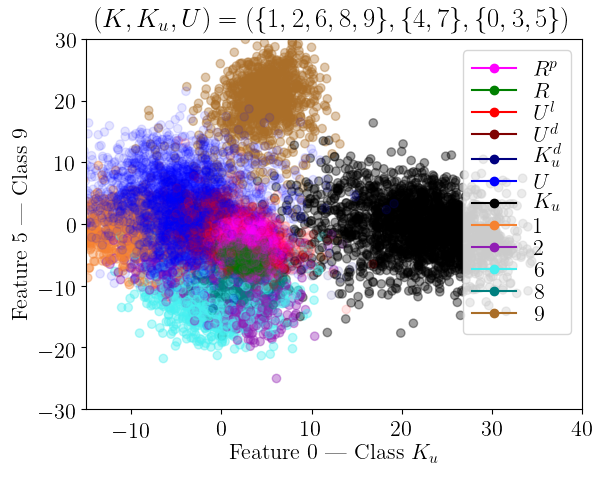 (K, K_u, U) = ({1, 2, 6, 8, 9}, {4, 7}, {0, 3, 5})
30
20
10
0
−10
−20
−30
Feature 5 — Class 9
−10
0
10
20
30
40
Feature 0 — Class K_u
R^p
R
U^l
U^d
K_u^d
U
K_u
1
2
6
8
9